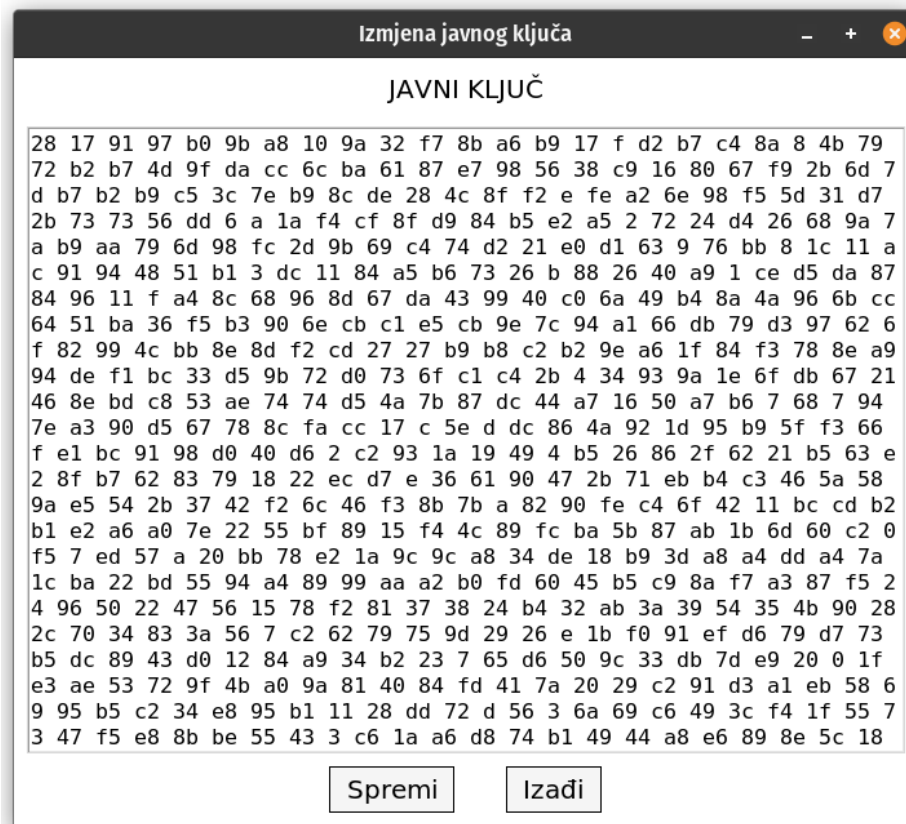 Izmjena javnog ključa
JAVNI KLJUČ
28 17 91 97 b0 9b a8 10 9a 32 f7 8b a6 b9 17 f d2 b7 c4 8a 8 4b 79
72 b2 b7 4d 9f da cc 6c ba 61 87 e7 98 56 38 c9 16 80 67 f9 2b 6d 7
d b7 b2 b9 c5 3c 7e b9 8c de 28 4c 8f f2 e fe a2 6e 98 f5 5d 31 d7
2b 73 73 56 dd 6 a 1a f4 cf 8f d9 84 b5 e2 a5 2 72 24 d4 26 68 9a 7
a b9 aa 79 6d 98 fc 2d 9b 69 c4 74 d2 21 e0 d1 63 9 76 bb 8 1c 11 a
c 91 94 48 51 b1 3 dc 11 84 a5 b6 73 26 b 88 26 40 a9 1 ce d5 da 87
84 96 11 f a4 8c 68 96 8d 67 da 43 99 40 c0 6a 49 b4 8a 4a 96 6b cc
64 51 ba 36 f5 b3 90 6e cb c1 e5 cb 9e 7c 94 a1 66 db 79 d3 97 62 6
f 82 99 4c bb 8e 8d f2 cd 27 27 b9 b8 c2 b2 9e a6 1f 84 f3 78 8e a9
94 de f1 bc 33 d5 9b 72 d0 73 6f c1 c4 2b 4 34 93 9a 1e 6f db 67 21
46 8e bd c8 53 ae 74 74 d5 4a 7b 87 dc 44 a7 16 50 a7 b6 7 68 7 94
7e a3 90 d5 67 78 8c fa cc 17 c 5e d dc 86 4a 92 1d 95 b9 5f f3 66
f e1 bc 91 98 d0 40 d6 2 c2 93 1a 19 49 4 b5 26 86 2f 62 21 b5 63 e
2 8f b7 62 83 79 18 22 ec d7 e 36 61 90 47 2b 71 eb b4 c3 46 5a 58
9a e5 54 2b 37 42 f2 6c 46 f3 8b 7b a 82 90 fe c4 6f 42 11 bc cd b2
b1 e2 a6 a0 7e 22 55 bf 89 15 f4 4c 89 fc ba 5b 87 ab 1b 6d 60 c2 0
f5 7 ed 57 a 20 bb 78 e2 1a 9c 9c a8 34 de 18 b9 3d a8 a4 dd a4 7a
1c ba 22 bd 55 94 a4 89 99 aa a2 b0 fd 60 45 b5 c9 8a f7 a3 87 f5 2
4 96 50 22 47 56 15 78 f2 81 37 38 24 b4 32 ab 3a 39 54 35 4b 90 28
2c 70 34 83 3a 56 7 c2 62 79 75 9d 29 26 e 1b f0 91 ef d6 79 d7 73
b5 dc 89 43 d0 12 84 a9 34 b2 23 7 65 d6 50 9c 33 db 7d e9 20 0 1f
e3 ae 53 72 9f 4b a0 9a 81 40 84 fd 41 7a 20 29 c2 91 d3 a1 eb 58 6
9 95 b5 c2 34 e8 95 b1 11 28 dd 72 d 56 3 6a 69 c6 49 3c f4 1f 55 7
3 47 f5 e8 8b be 55 43 3 c6 1a a6 d8 74 b1 49 44 a8 e6 89 8e 5c 18
Spremi Izađi